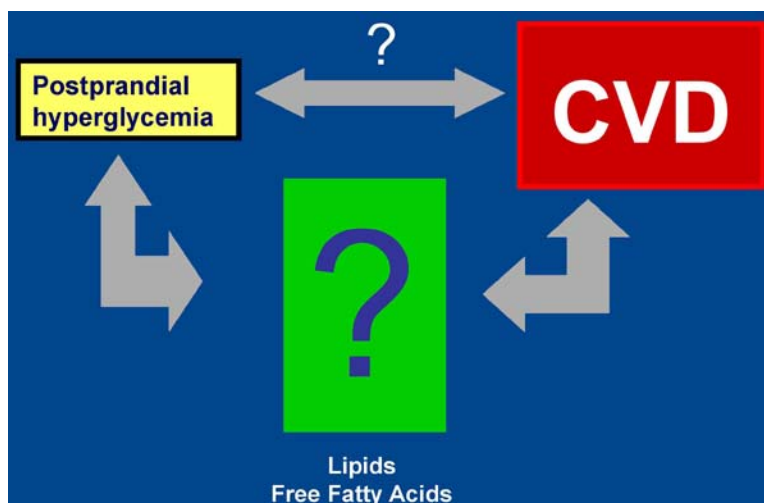 ?
Postprandial
hyperglycemia
CVD
?
Lipids
Free Fatty Acids